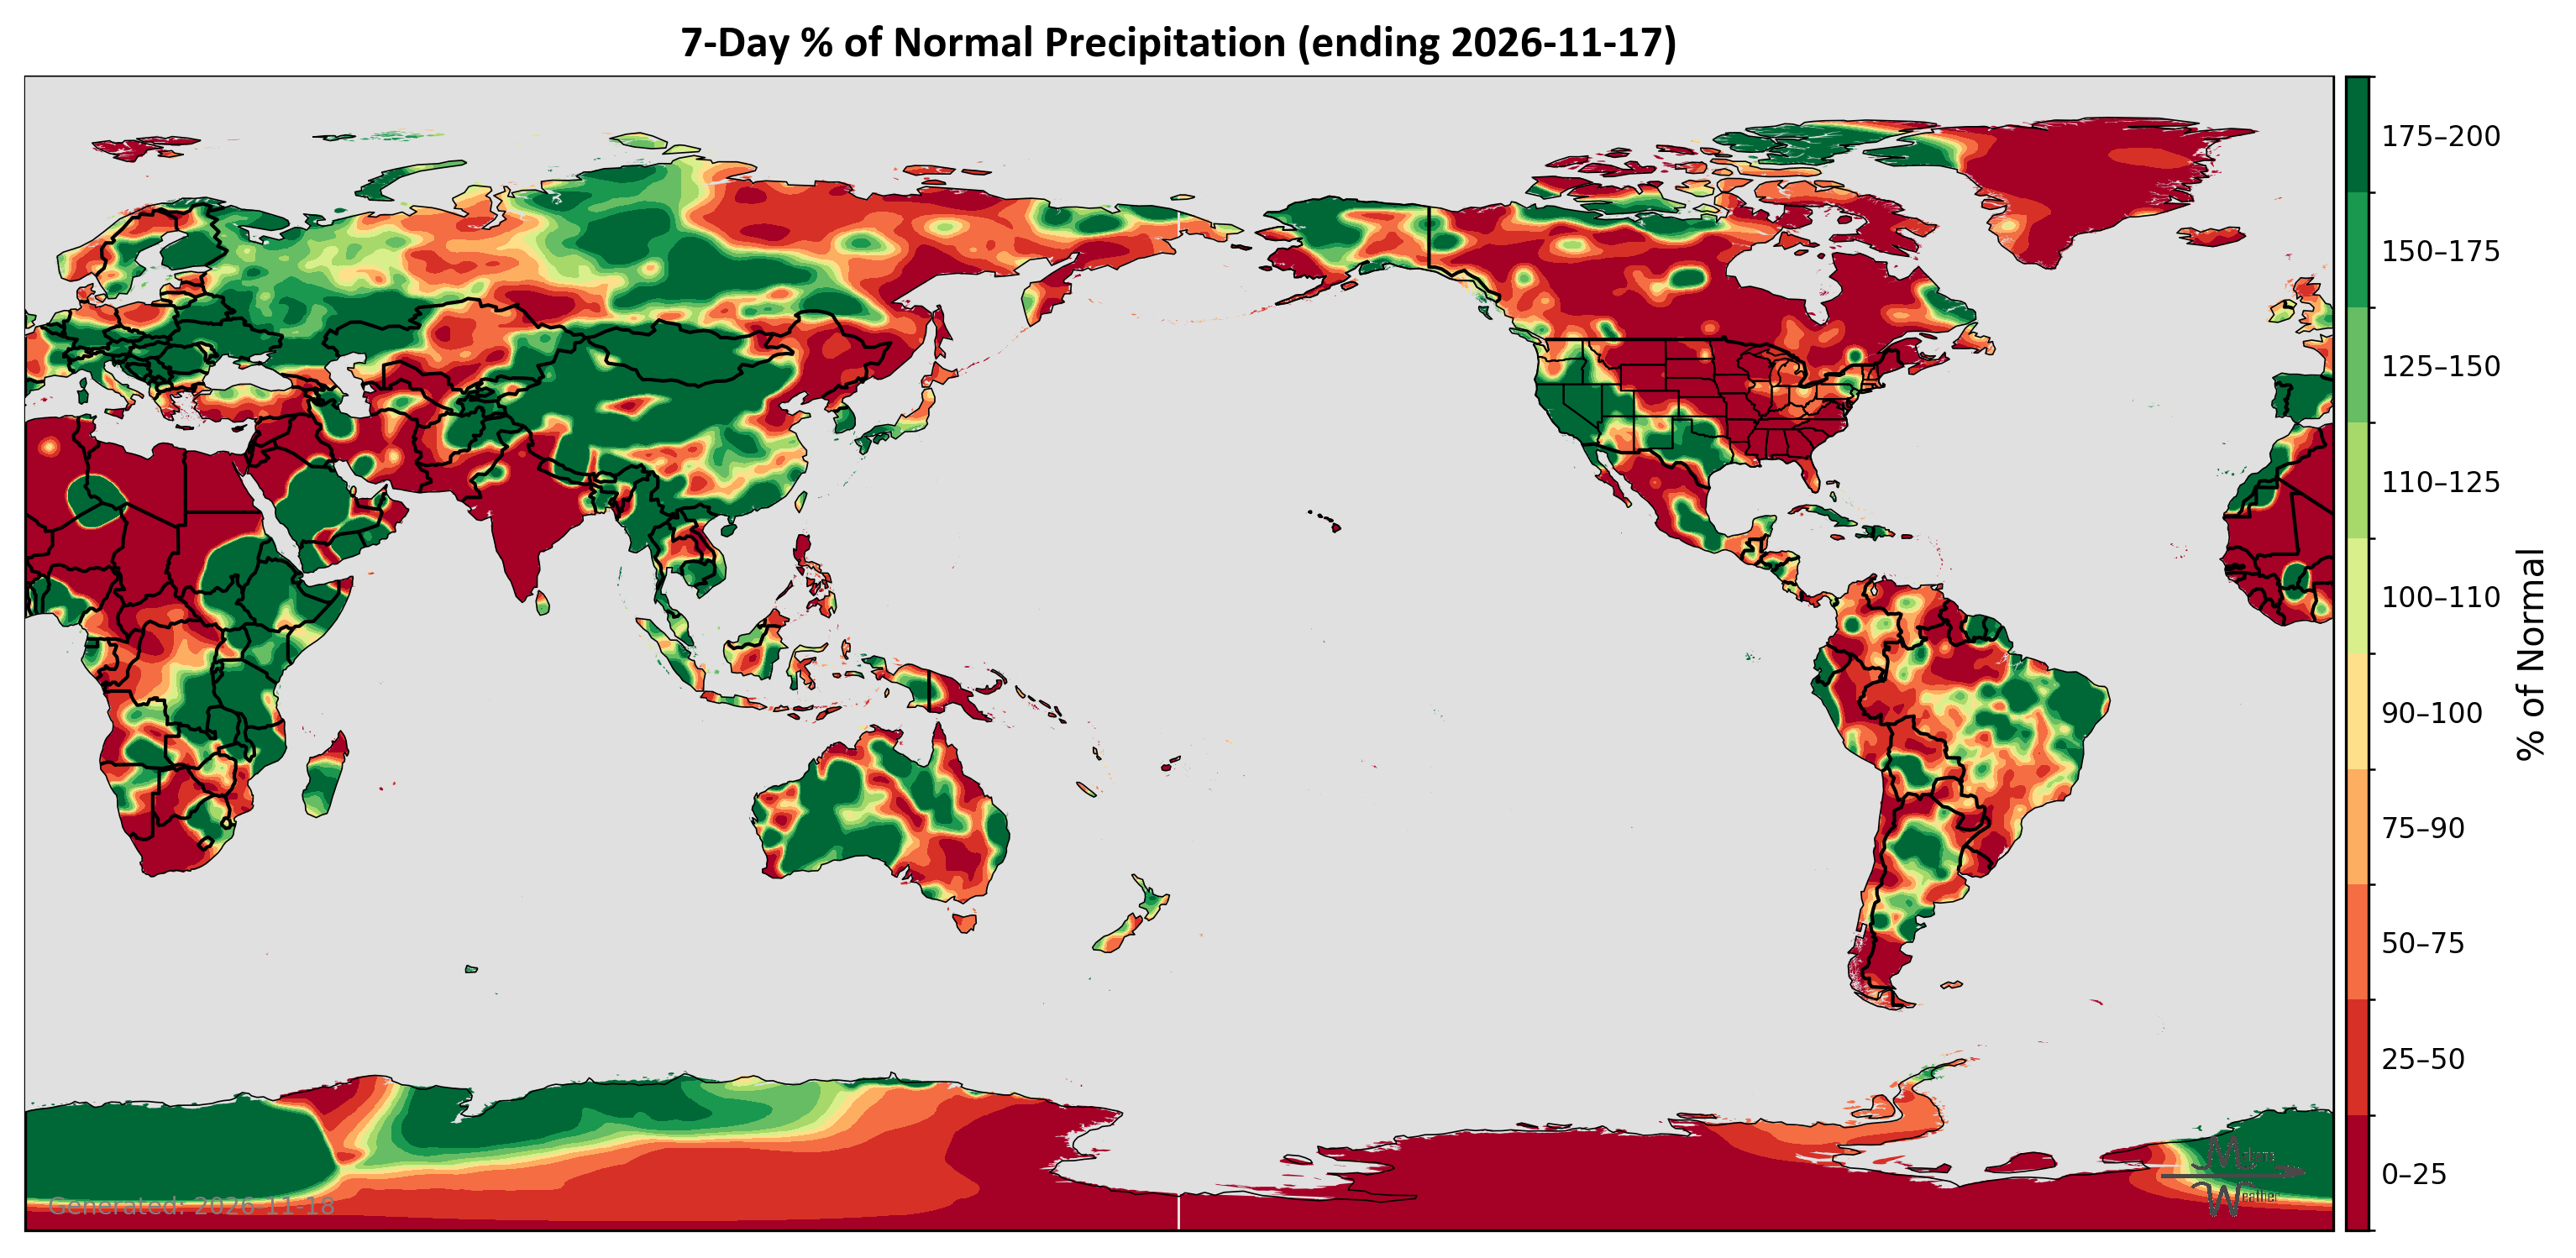 7-Day % of Normal Precipitation (ending 2026-11-17)
175–200
150–175
125–150
110–125
100–110
90–100
75–90
50–75
25–50
0–25
% of Normal
Generated: 2026-11-18
Weather